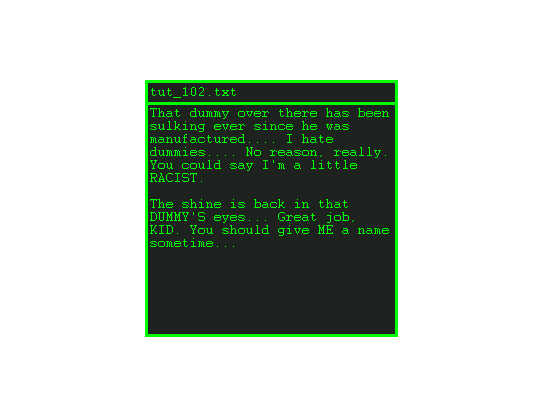 tut_102.txt
That dummy over there has been
sulking ever since he was
manufactured.... I hate
dummies.... No reason, really.
You could say I'm a little
RACIST.
The shine is back in that
DUMMY'S eyes... Great job,
KID. You should give ME a name
sometime...